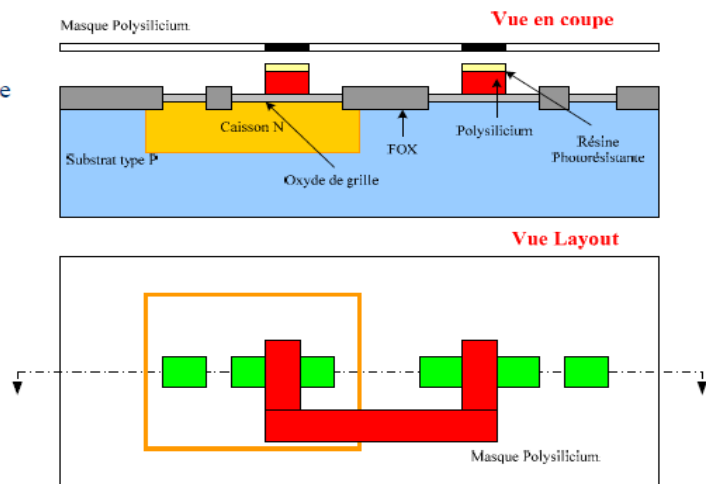 Vue en coupe
Masque Polysilicium.
e
Caisson N
Polysilicium
Résine
Photorésistante
FOX
Substrat type P
Oxyde de grille
Vue Layout
Masque Polysilicium.